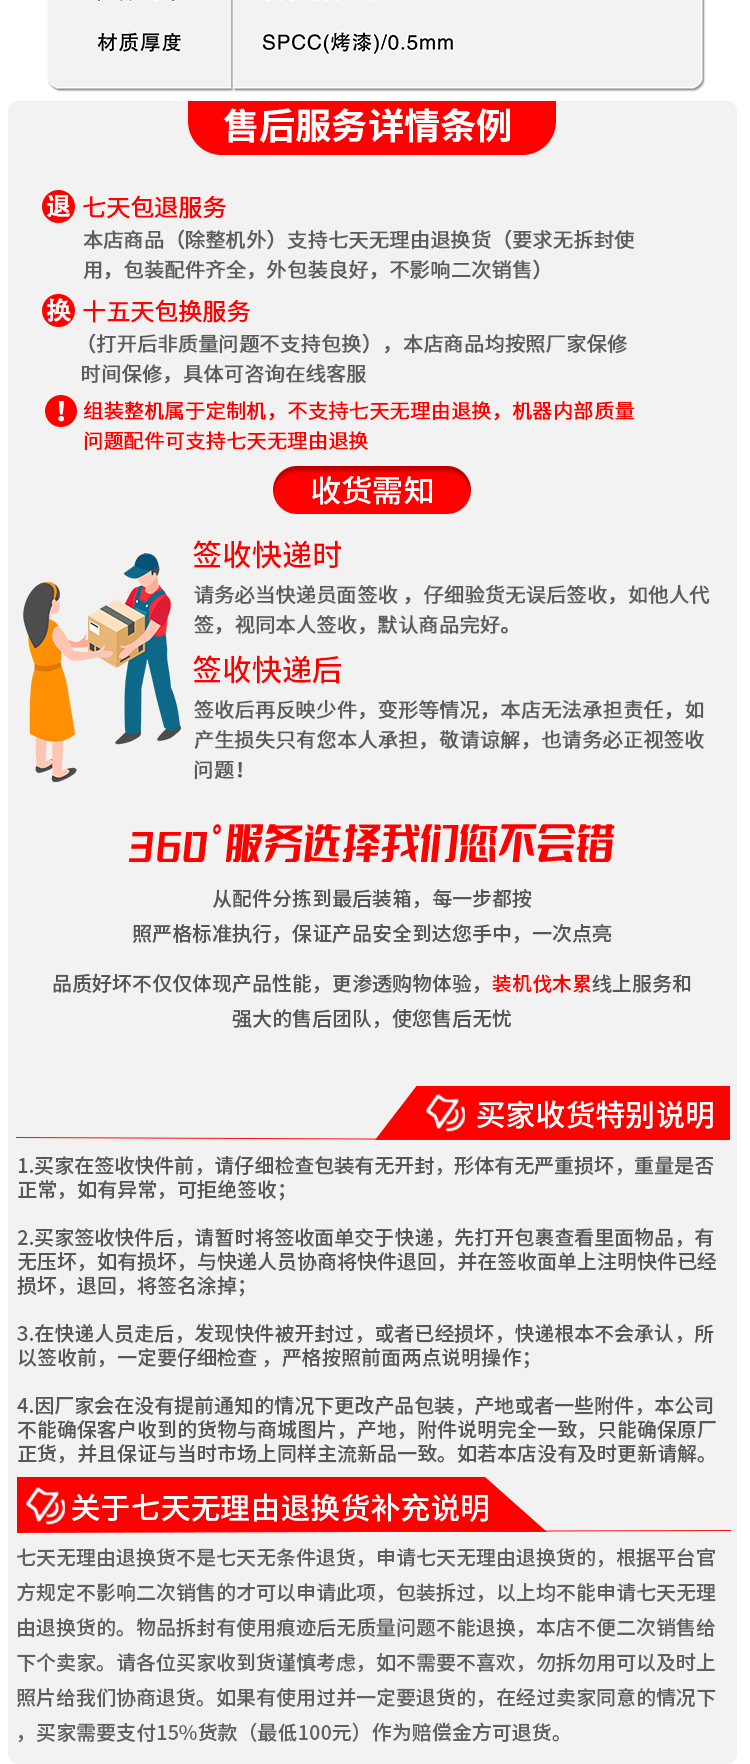 材质厚度 SPCC(烤漆)/0.5mm
售后服务详情条例
退 七天包退服务
本店商品（除整机外）支持七天无理由退换货（要求无拆封使
用，包装配件齐全，外包装良好，不影响二次销售）
换 十五天包换服务
（打开后非质量问题不支持包换），本店商品均按照厂家保修
时间保修，具体可咨询在线客服
! 组装整机属于定制机，不支持七天无理由退换，机器内部质量
问题配件可支持七天无理由退换
收货需知
签收快递时
请务必当快递员面签收 ，仔细验货无误后签收，如他人代
签，视同本人签收，默认商品完好。
签收快递后
签收后再反映少件，变形等情况，本店无法承担责任，如
产生损失只有您本人承担，敬请谅解，也请务必正视签收
问题！
360°服务选择我们您不会错
从配件分拣到最后装箱，每一步都按
照严格标准执行，保证产品安全到达您手中，一次点亮
品质好坏不仅仅体现产品性能，更渗透购物体验，装机伐木累线上服务和
强大的售后团队，使您售后无忧
买家收货特别说明
1.买家在签收快件前，请仔细检查包装有无开封，形体有无严重损坏，重量是否
正常，如有异常，可拒绝签收；
2.买家签收快件后，请暂时将签收面单交于快递，先打开包裹查看里面物品，有
无压坏，如有损坏，与快递人员协商将快件退回，并在签收面单上注明快件已经
损坏，退回，将签名涂掉；
3.在快递人员走后，发现快件被开封过，或者已经损坏，快递根本不会承认，所
以签收前，一定要仔细检查 ，严格按照前面两点说明操作；
4.因厂家会在没有提前通知的情况下更改产品包装，产地或者一些附件，本公司
不能确保客户收到的货物与商城图片，产地，附件说明完全一致，只能确保原厂
正货，并且保证与当时市场上同样主流新品一致。如若本店没有及时更新请解。
关于七天无理由退换货补充说明
七天无理由退换货不是七天无条件退货，申请七天无理由退换货的，根据平台官
方规定不影响二次销售的才可以申请此项，包装拆过，以上均不能申请七天无理
由退换货的。物品拆封有使用痕迹后无质量问题不能退换，本店不便二次销售给
下个卖家。请各位买家收到货谨慎考虑，如不需要不喜欢，勿拆勿用可以及时上
照片给我们协商退货。如果有使用过并一定要退货的，在经过卖家同意的情况下
，买家需要支付15%货款（最低100元）作为赔偿金方可退货。